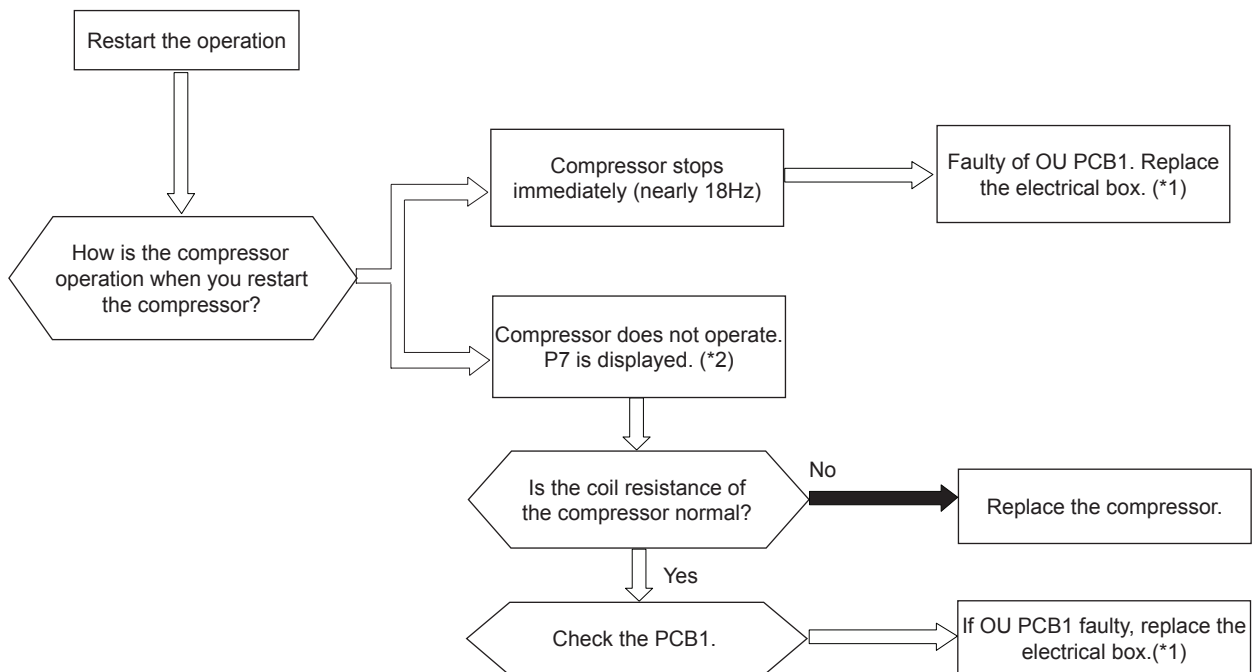 Restart the operation
How is the compressor
operation when you restart
the compressor?
Compressor stops
immediately (nearly 18Hz)
Faulty of OU PCB1. Replace
the electrical box. (*1)
Compressor does not operate.
P7 is displayed. (*2)
Is the coil resistance of
the compressor normal?
No
Replace the compressor.
Yes
Check the PCB1.
If OU PCB1 faulty, replace the
electrical box.(*1)